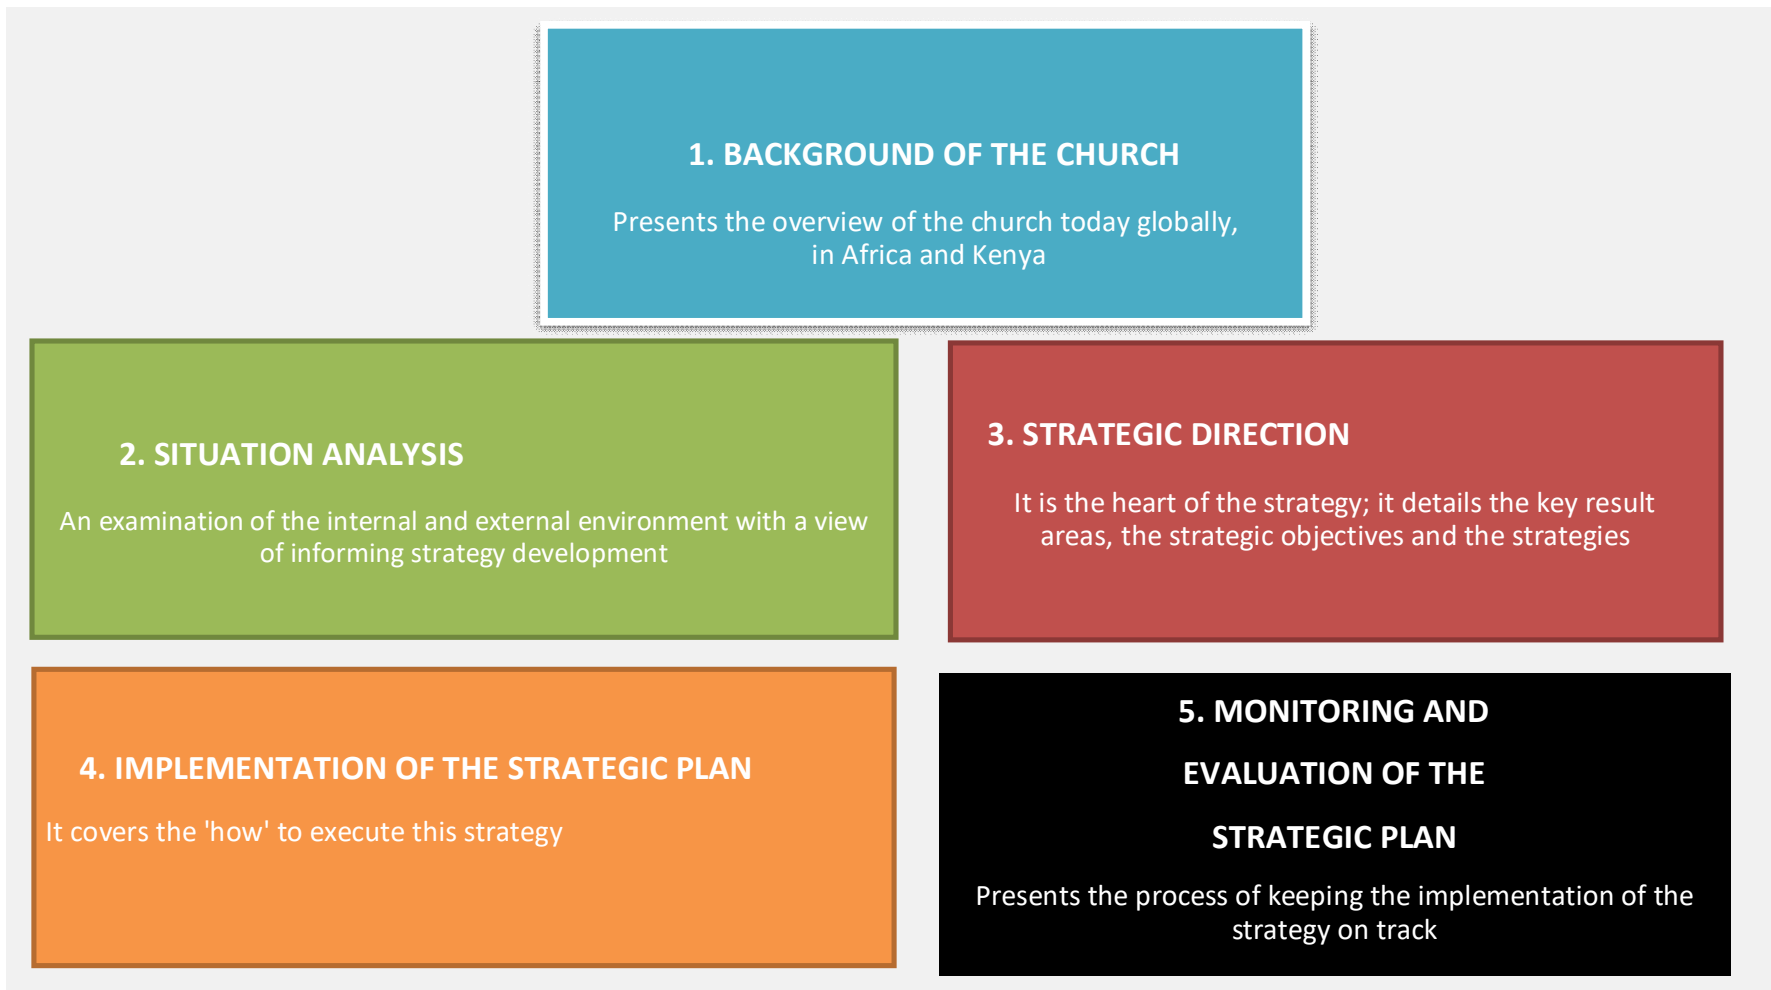 1. BACKGROUND OF THE CHURCH
Presents the overview of the church today globally,
in Africa and Kenya
2. SITUATION ANALYSIS
An examination of the internal and external environment with a view
of informing strategy development
3. STRATEGIC DIRECTION
It is the heart of the strategy; it details the key result
areas, the strategic objectives and the strategies
4. IMPLEMENTATION OF THE STRATEGIC PLAN
It covers the 'how' to execute this strategy
5. MONITORING AND
EVALUATION OF THE
STRATEGIC PLAN
Presents the process of keeping the implementation of the
strategy on track